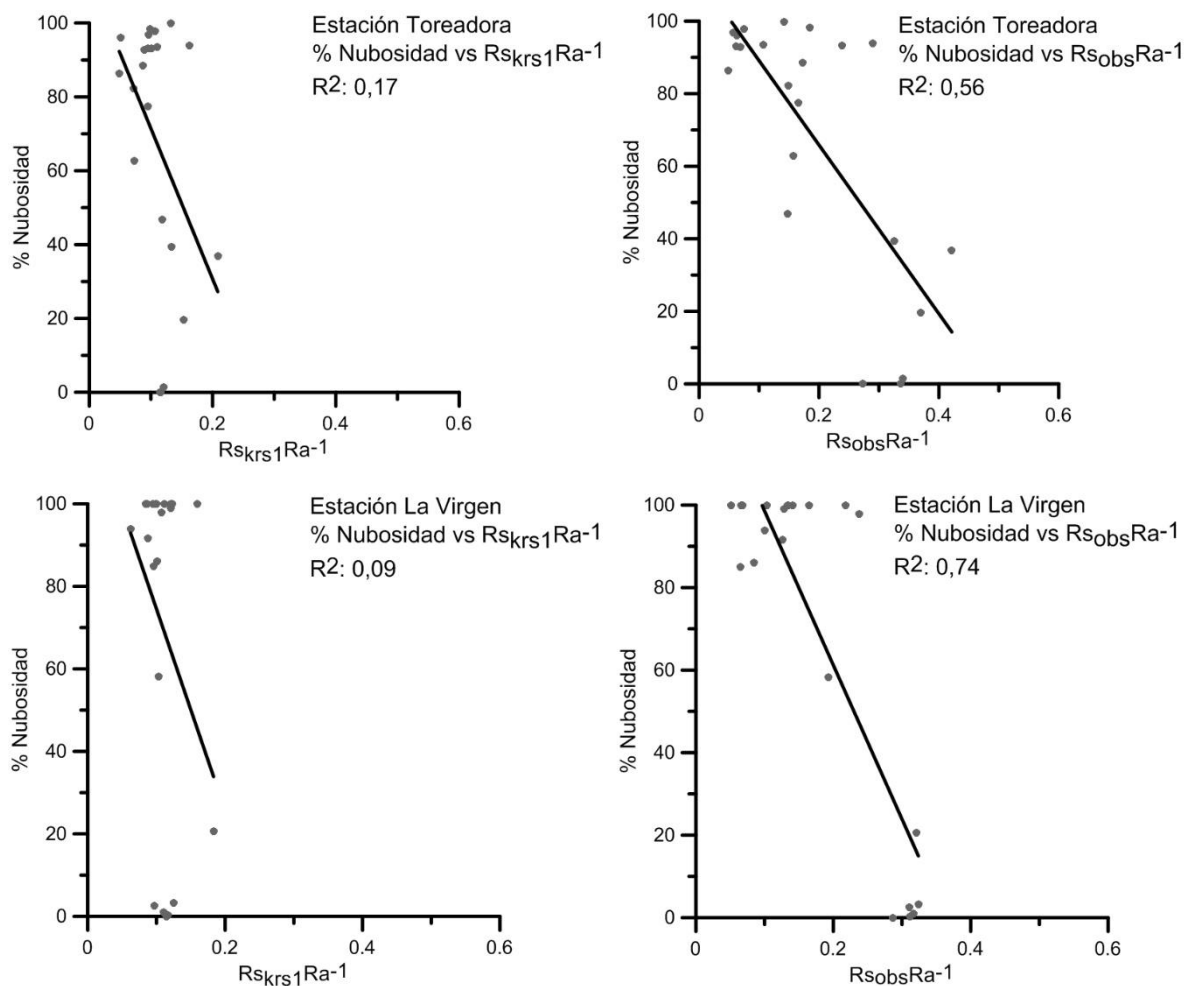 Estación Toreadora
% Nubosidad vs Rskrs1Ra-1
R2: 0,17
% Nubosidad
100
80
60
40
20
0
0
0.2
0.4
0.6
Rskrs1Ra-1
Estación Toreadora
% Nubosidad vs RsobsRa-1
R2: 0,56
% Nubosidad
100
80
60
40
20
0
0
0.2
0.4
0.6
RsobsRa-1
Estación La Virgen
% Nubosidad vs Rskrs1Ra-1
R2: 0,09
% Nubosidad
100
80
60
40
20
0
0
0.2
0.4
0.6
Rskrs1Ra-1
Estación La Virgen
% Nubosidad vs RsobsRa-1
R2: 0,74
% Nubosidad
100
80
60
40
20
0
0
0.2
0.4
0.6
RsobsRa-1